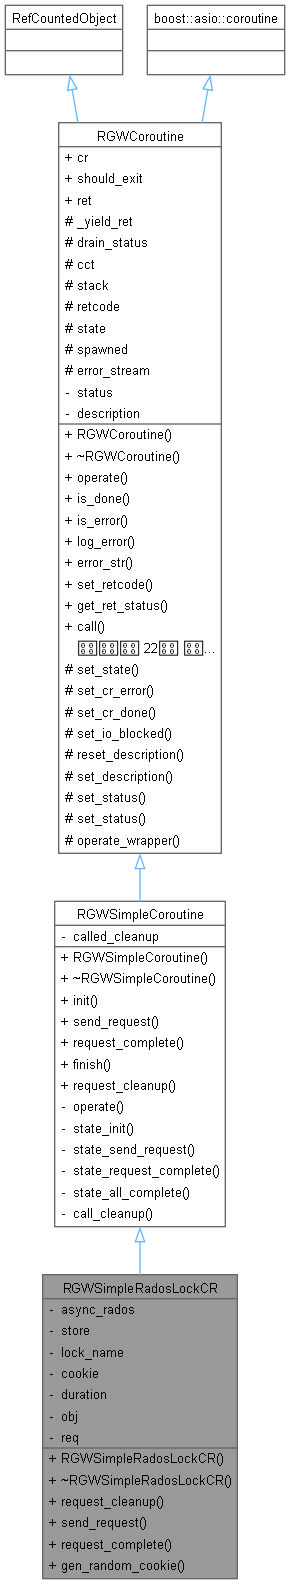 RefCountedObject
boost::asio::coroutine
RGWCoroutine
+ cr
+ should_exit
+ ret
# _yield_ret
# drain_status
# cct
# stack
# retcode
# state
# spawned
# error_stream
- status
- description
+ RGWCoroutine()
+ ~RGWCoroutine()
+ operate()
+ is_done()
+ is_error()
+ log_error()
+ error_str()
+ set_retcode()
+ get_ret_status()
+ call()
22 ...
# set_state()
# set_cr_error()
# set_cr_done()
# set_io_blocked()
# reset_description()
# set_description()
# set_status()
# set_status()
# operate_wrapper()
RGWSimpleCoroutine
- called_cleanup
+ RGWSimpleCoroutine()
+ ~RGWSimpleCoroutine()
+ init()
+ send_request()
+ request_complete()
+ finish()
+ request_cleanup()
- operate()
- state_init()
- state_send_request()
- state_request_complete()
- state_all_complete()
- call_cleanup()
RGWSimpleRadosLockCR
- async_rados
- store
- lock_name
- cookie
- duration
- obj
- req
+ RGWSimpleRadosLockCR()
+ ~RGWSimpleRadosLockCR()
+ request_cleanup()
+ send_request()
+ request_complete()
+ gen_random_cookie()